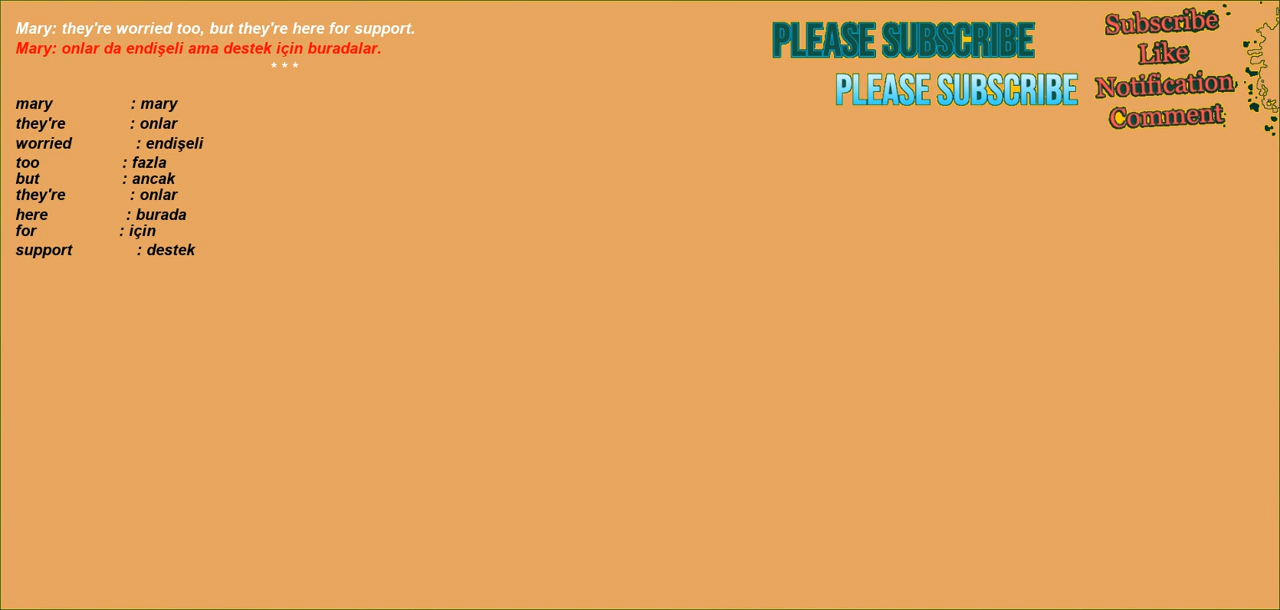 Mary: they're worried too, but they're here for support.
Mary: onlar da endişeli ama destek için buradalar.
* * *
mary : mary
they're : onlar
worried : endişeli
too : fazla
but : ancak
they're : onlar
here : burada
for : için
support : destek
PLEASE SUBSCRIBE
PLEASE SUBSCRIBE
Subscribe
Like
Notification
Comment